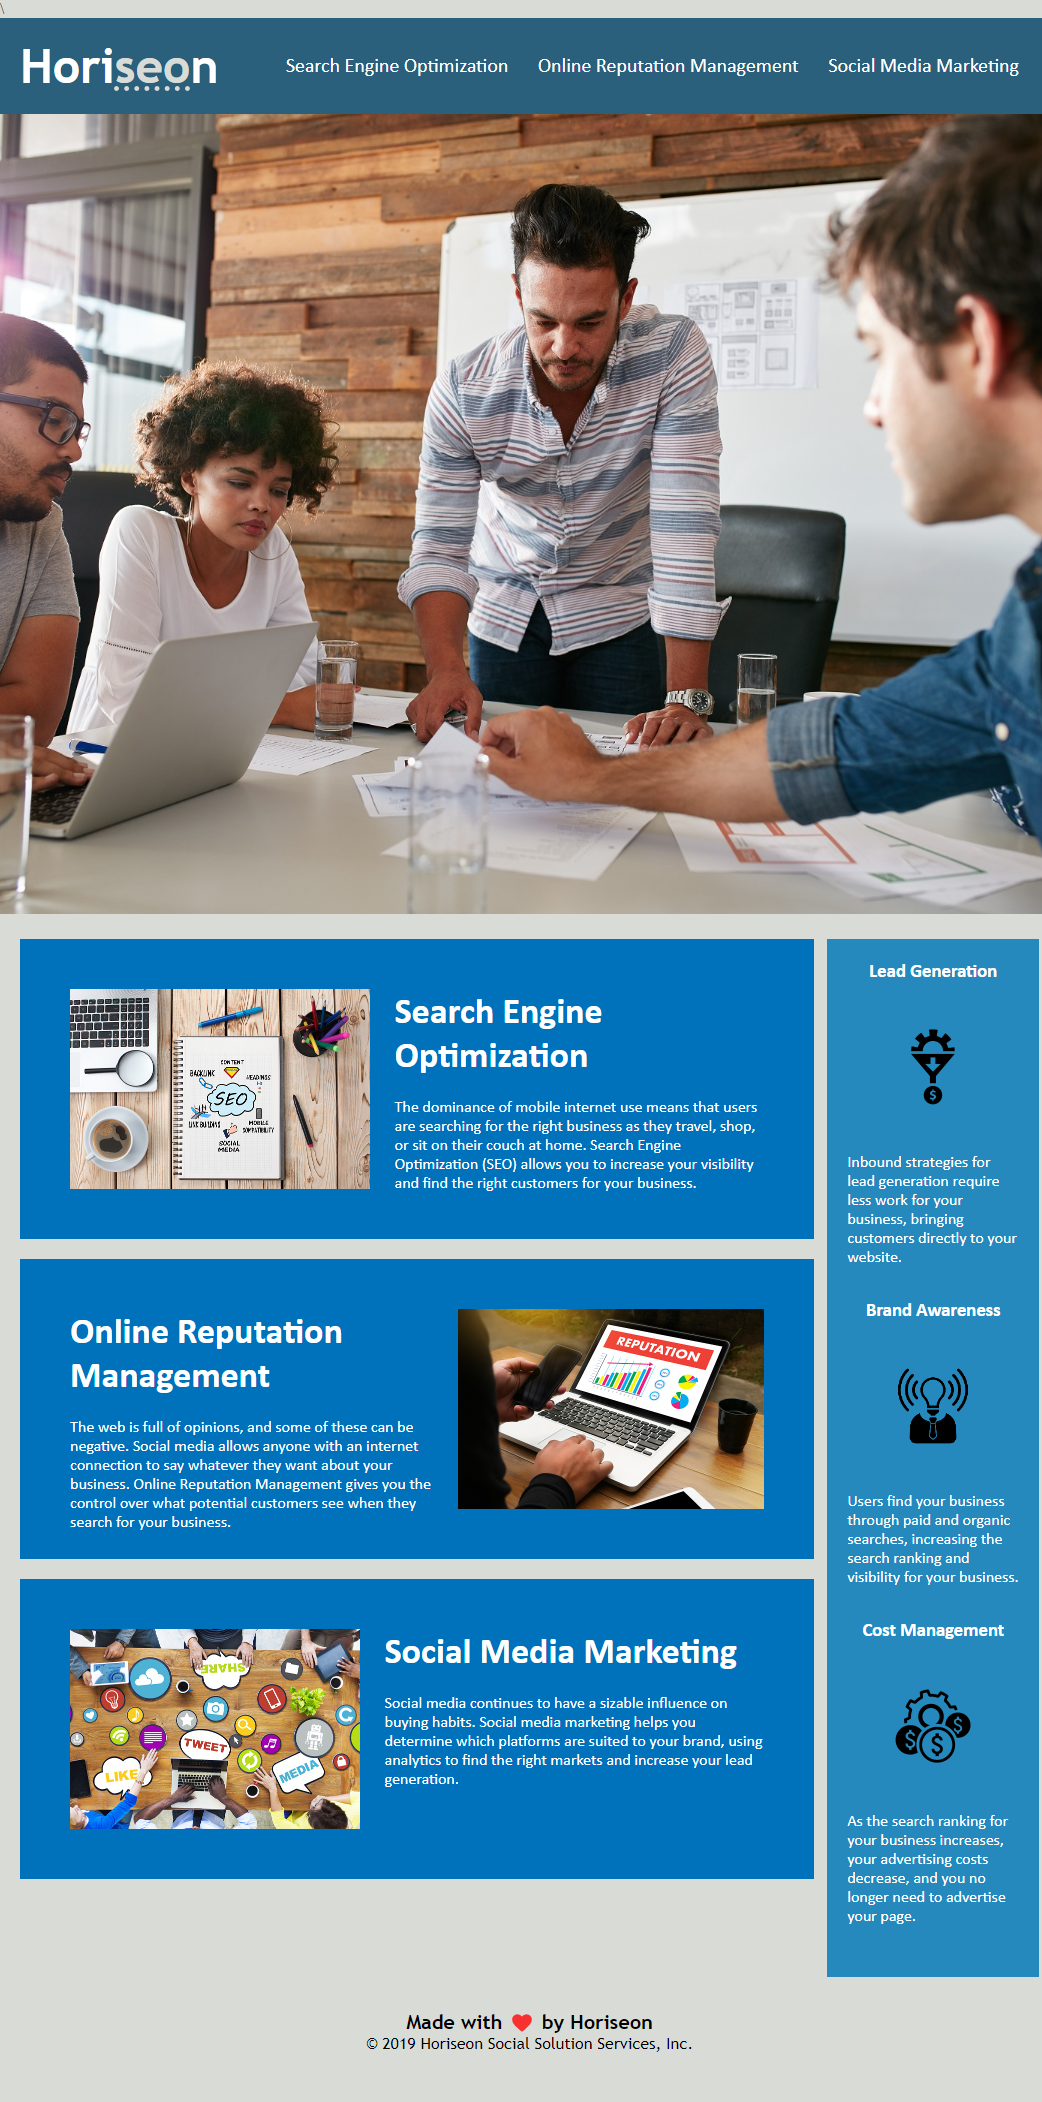 \
Horiseon
Search Engine Optimization
Online Reputation Management
Social Media Marketing
CONTENT
BACKLINK
HEADINGS
SEO
LINK BUILDING
MOBILE
COMPATIBILITY
SOCIAL
MEDIA
Search Engine
Optimization
The dominance of mobile internet use means that users
are searching for the right business as they travel, shop,
or sit on their couch at home. Search Engine
Optimization (SEO) allows you to increase your visibility
and find the right customers for your business.
Online Reputation
Management
The web is full of opinions, and some of these can be
negative. Social media allows anyone with an internet
connection to say whatever they want about your
business. Online Reputation Management gives you the
control over what potential customers see when they
search for your business.
REPUTATION
SHARE
TWEET
LIKE
MEDIA
Social Media Marketing
Social media continues to have a sizable influence on
buying habits. Social media marketing helps you
determine which platforms are suited to your brand, using
analytics to find the right markets and increase your lead
generation.
Lead Generation
$
Inbound strategies for
lead generation require
less work for your
business, bringing
customers directly to your
website.
Brand Awareness
Users find your business
through paid and organic
searches, increasing the
search ranking and
visibility for your business.
Cost Management
$ $ $
As the search ranking for
your business increases,
your advertising costs
decrease, and you no
longer need to advertise
your page.
Made with ❤ by Horiseon
© 2019 Horiseon Social Solution Services, Inc.